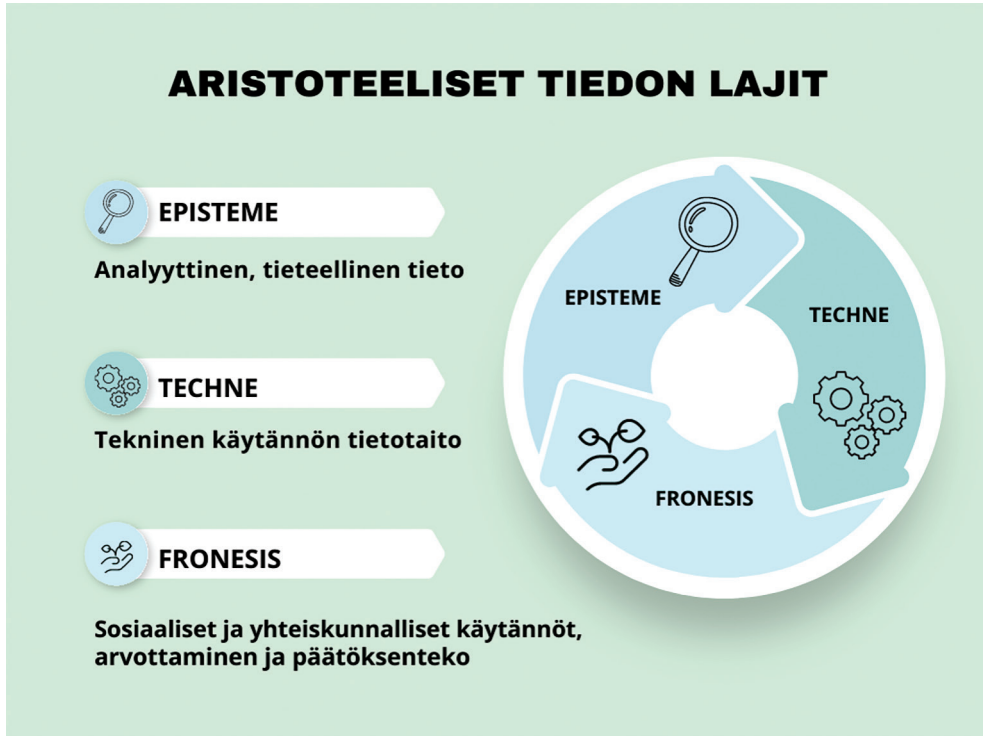 ARISTOTEELISET TIEDON LAJIT
EPISTEME
Analyyttinen, tieteellinen tieto
TECHNE
Tekninen käytännön tietotaito
FRONESIS
Sosiaaliset ja yhteiskunnalliset käytännöt,
arvottaminen ja päätöksenteko
EPISTEME
TECHNE
FRONESIS